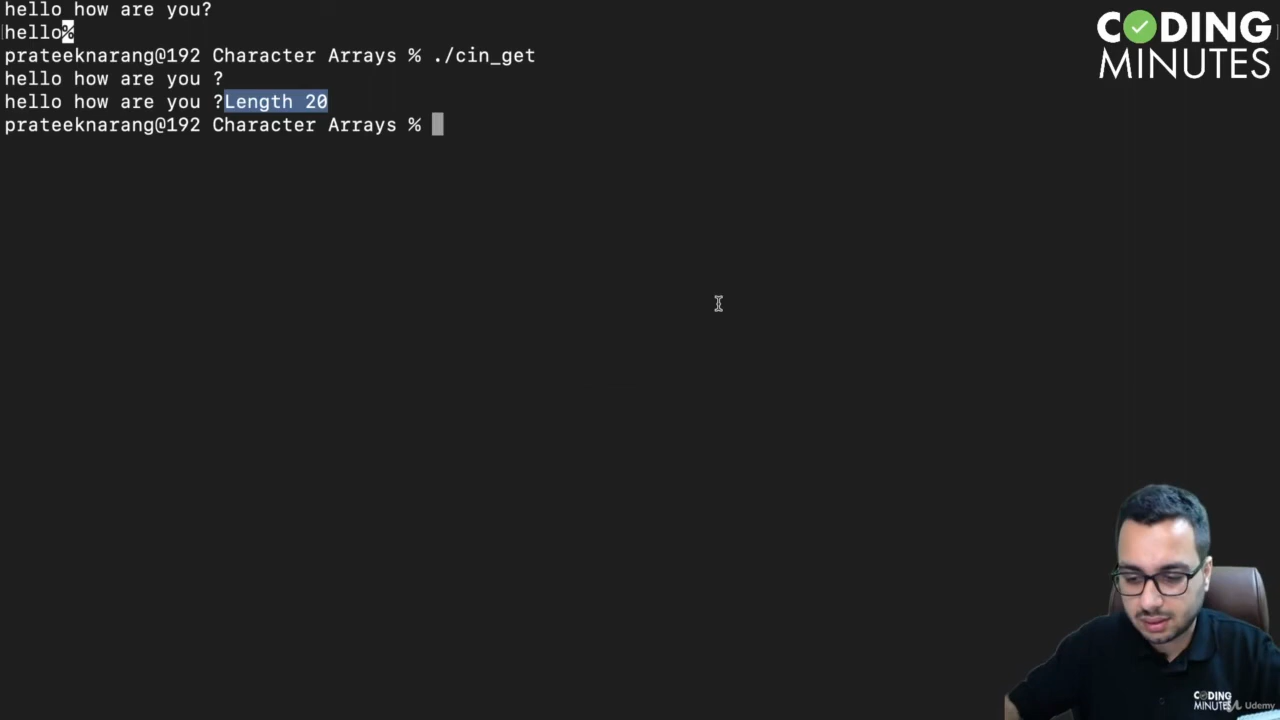 hello how are you?
hello%
prateeknarang@192 Character Arrays % ./cin_get
hello how are you ?
hello how are you ?Length 20
prateeknarang@192 Character Arrays %
CODING
MINUTES
CODING
MINUTES
Udemy